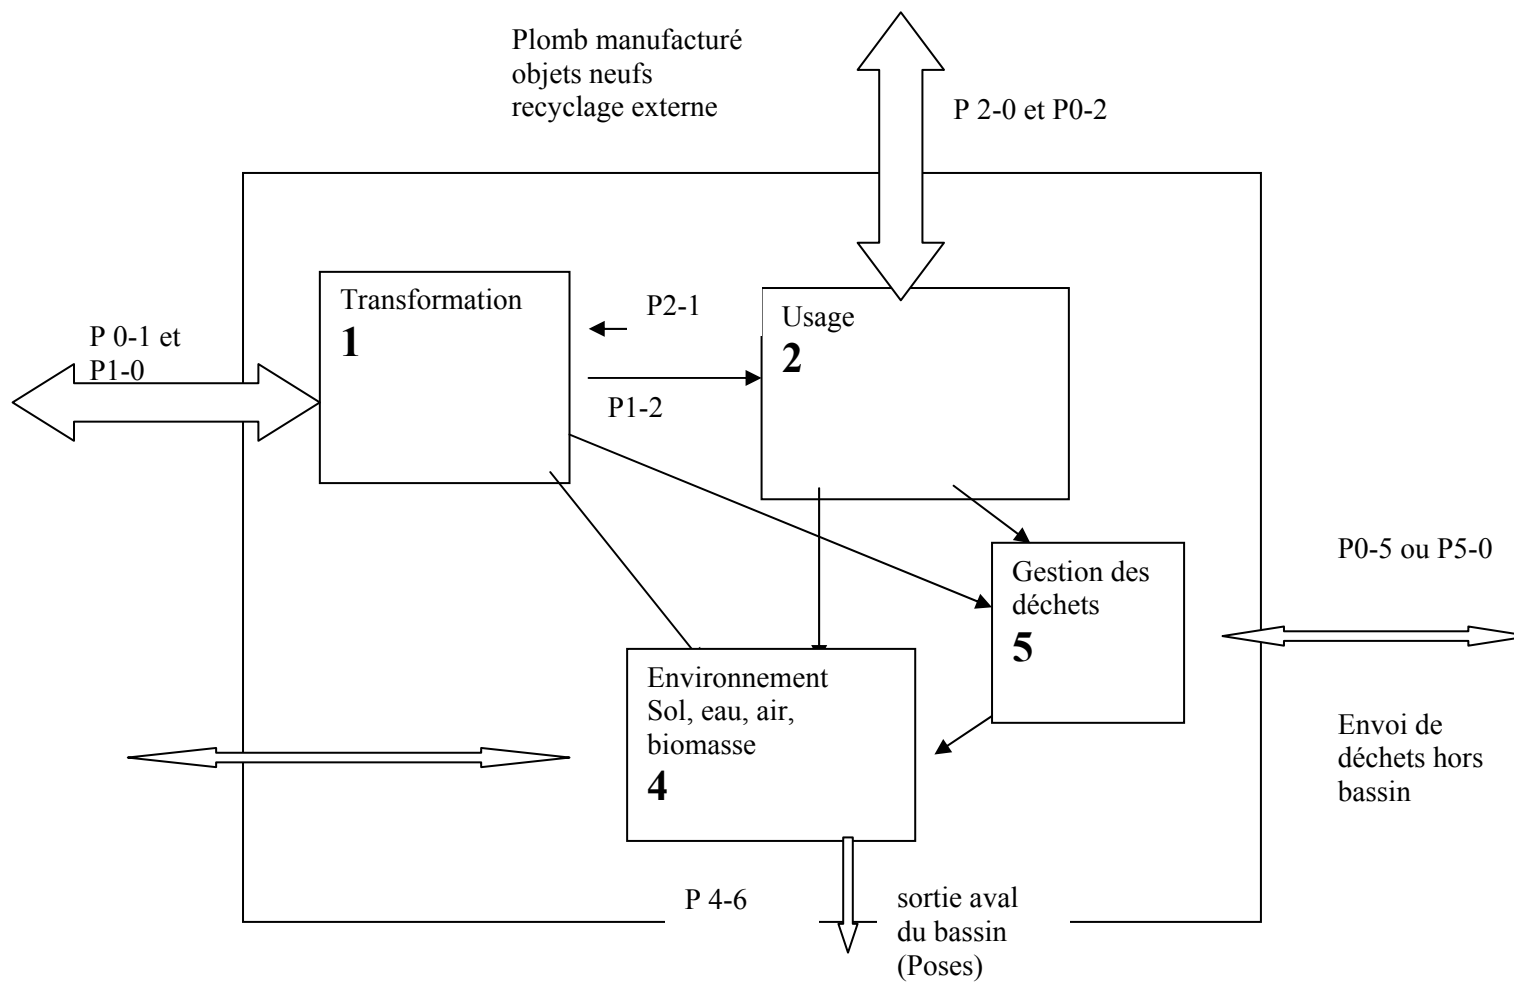 Plomb manufacturé
objets neufs
recyclage externe
P 2-0 et P0-2
Transformation
1
P2-1
Usage
2
P 0-1 et
P1-0
P1-2
P0-5 ou P5-0
Gestion des
déchets
5
Environnement
Sol, eau, air,
biomasse
4
Envoi de
déchets hors
bassin
P 4-6
sortie aval
du bassin
(Poses)